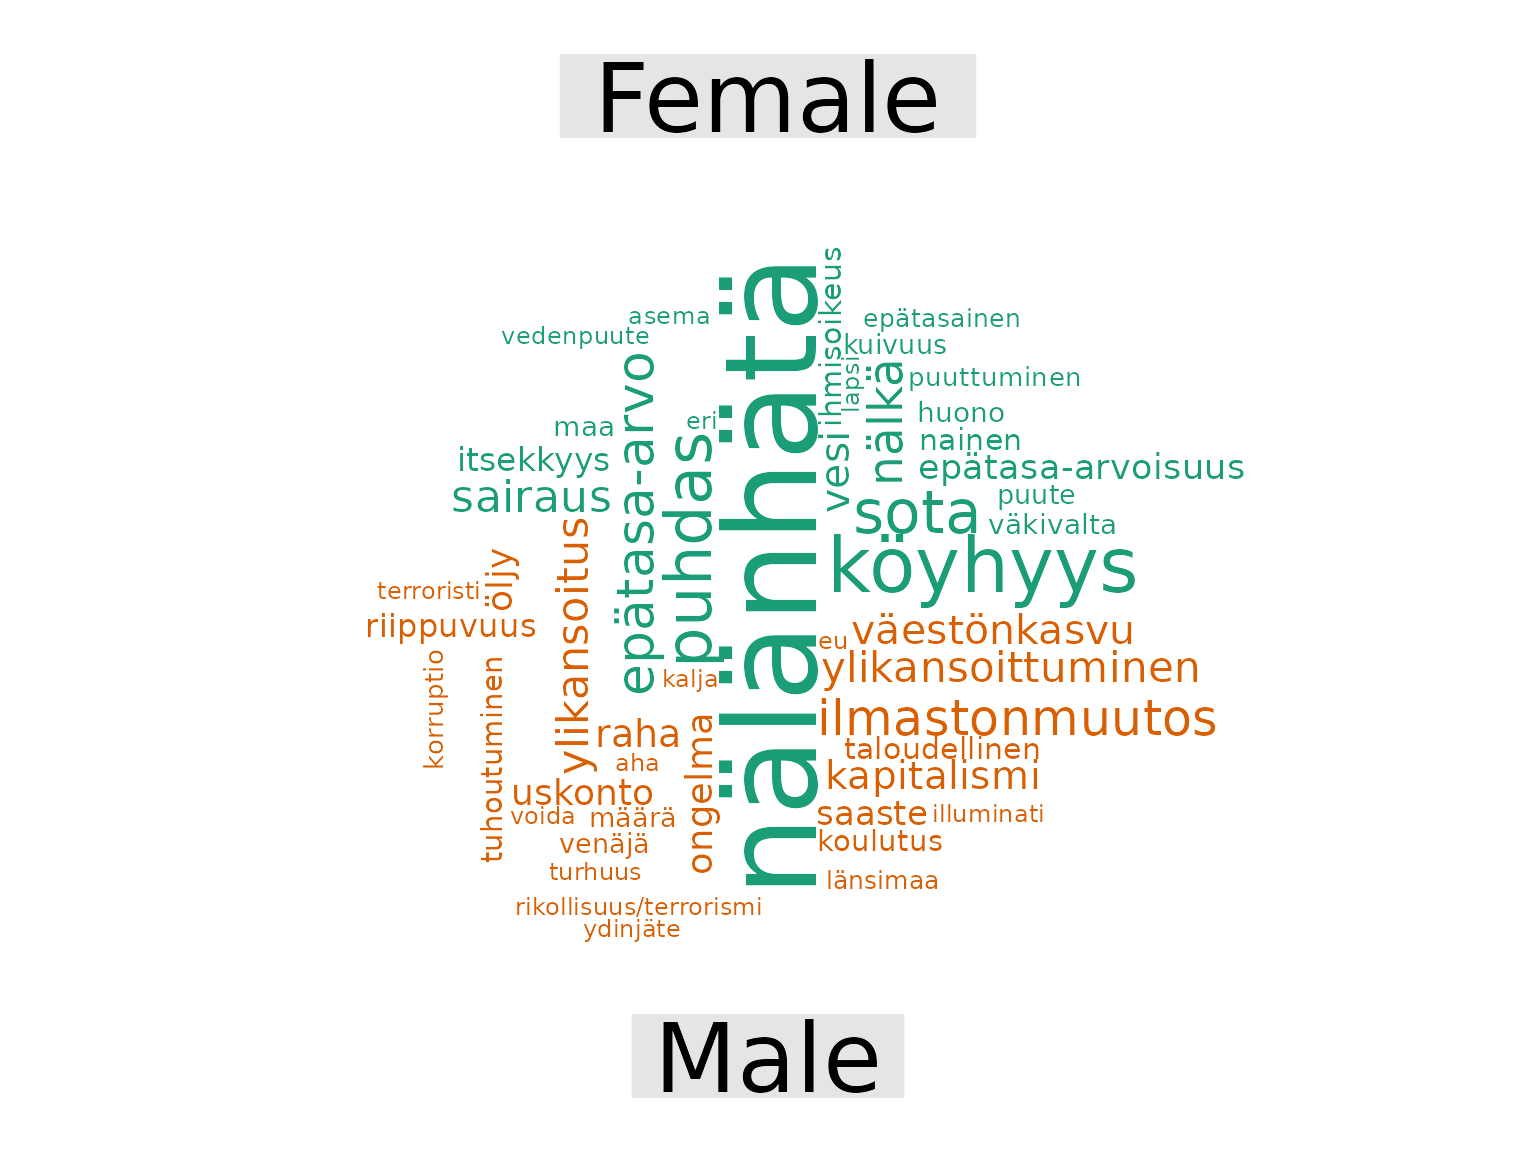 Female
ihmisoikeus
asema
epätasainen
vedenpuute
kuivuus
lapsi
puuttuminen
nälänhätä
epätasa-arvo
nälkä
eri
huono
maa
nainen
itsekkyys
puhdas
vesi
epätasa-arvoisuus
sairaus
puute
sota
väkivalta
köyhyys
ylikansoitus
öljy
terroristi
riippuvuus
eu
väestönkasvu
ylikansoittuminen
kalja
korruptio
tuhoutuminen
ilmastonmuutos
raha
ongelma
taloudellinen
aha
kapitalismi
uskonto
saaste
illuminati
voida
määrä
venäjä
koulutus
turhuus
länsimaa
rikollisuus/terrorismi
ydinjäte
Male